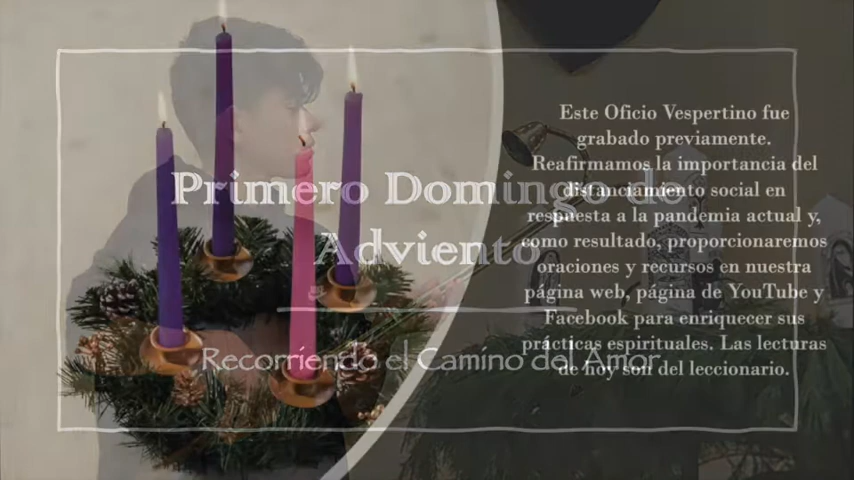 Primero Domingo de
Adviento
Recorriendo el Camino del Amor
Este Oficio Vespertino fue
grabado previamente.
Reafirmamos la importancia del
distanciamiento social en
respuesta a la pandemia actual y,
como resultado, proporcionaremos
oraciones y recursos en nuestra
página web, página de YouTube y
Facebook para enriquecer sus
prácticas espirituales. Las lecturas
de hoy son del leccionario.